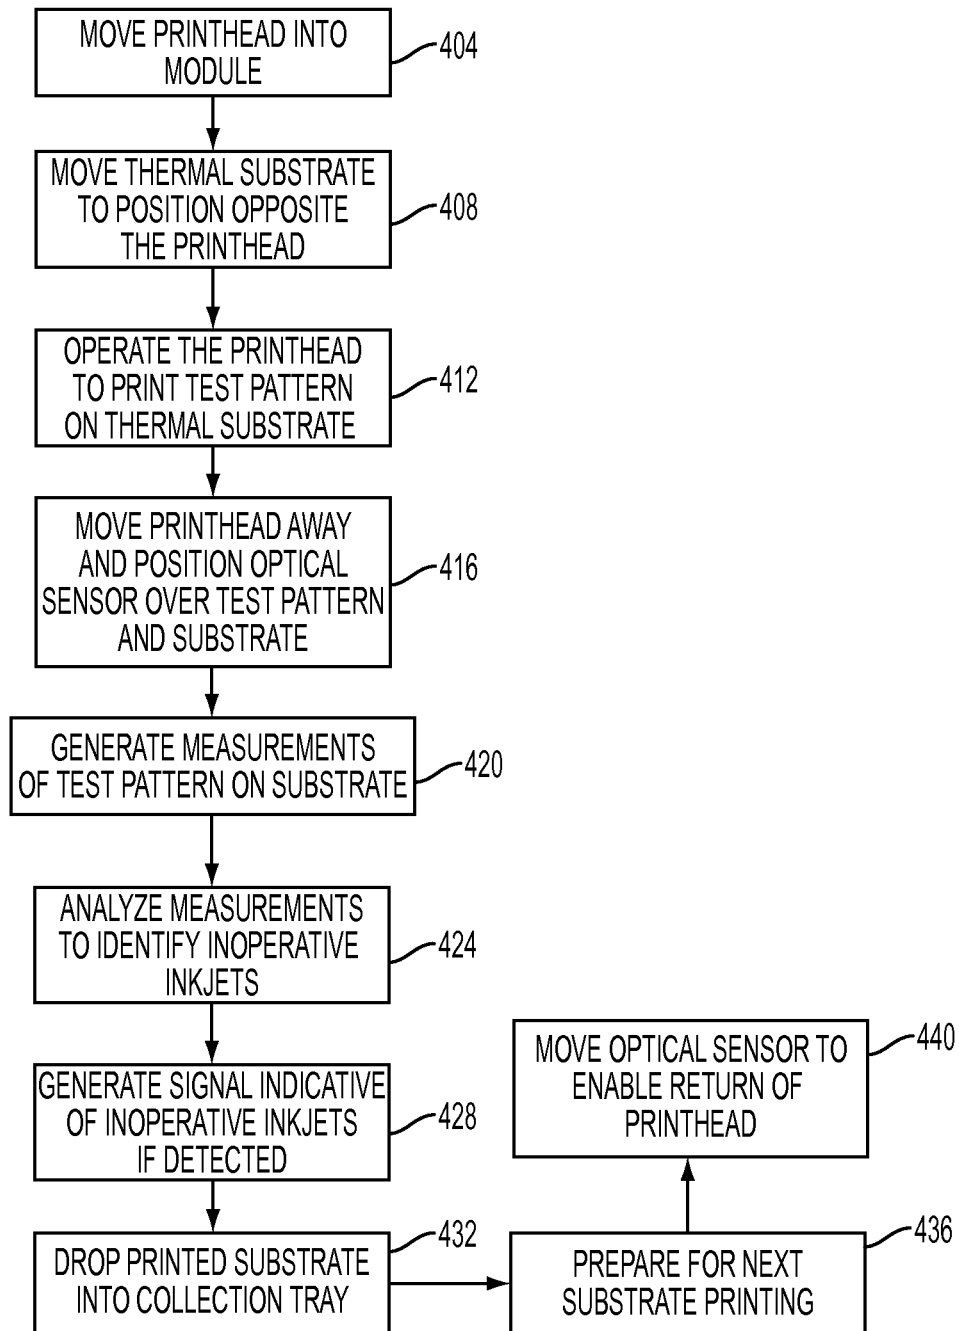 MOVE PRINTHEAD INTO
MODULE
404
MOVE THERMAL SUBSTRATE
TO POSITION OPPOSITE
THE PRINTHEAD
408
OPERATE THE PRINTHEAD
TO PRINT TEST PATTERN
ON THERMAL SUBSTRATE
412
MOVE PRINTHEAD AWAY
AND POSITION OPTICAL
SENSOR OVER TEST PATTERN
AND SUBSTRATE
416
GENERATE MEASUREMENTS
OF TEST PATTERN ON SUBSTRATE
420
ANALYZE MEASUREMENTS
TO IDENTIFY INOPERATIVE
INKJETS
424
GENERATE SIGNAL INDICATIVE
OF INOPERATIVE INKJETS
IF DETECTED
428
DROP PRINTED SUBSTRATE
INTO COLLECTION TRAY
432
PREPARE FOR NEXT
SUBSTRATE PRINTING
436
MOVE OPTICAL SENSOR TO
ENABLE RETURN OF
PRINTHEAD
440